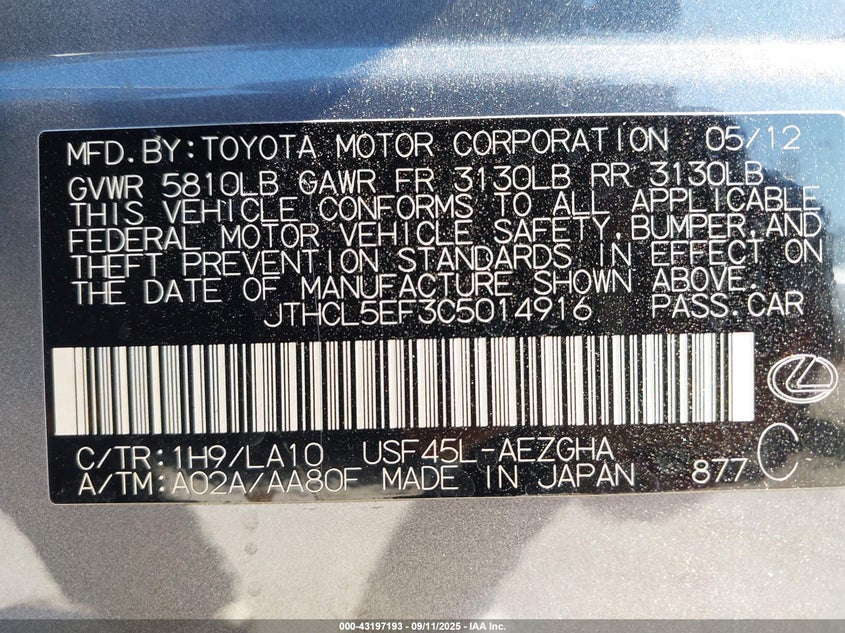 MFD.BY:TOYOTA MOTOR CORPORATION 05/12
GVWR 5810LB GAWR FR 3130LB RR 3130LB
THIS VEHICLE CONFORMS TO ALL APPLICABLE
FEDERAL MOTOR VEHICLE SAFETY,BUMPER,AND
THEFT PREVENTION STANDARDS IN EFFECT ON
THE DATE OF MANUFACTURE SHOWN ABOVE.
JTHCL5EF3C5014916 PASS.CAR
C/TR:1H9/LA10 USF45L-AEZGHA
A/TM:A02A/AA80F MADE IN JAPAN 877 C
000-43197193 - 09/11/2025 - IAA Inc.